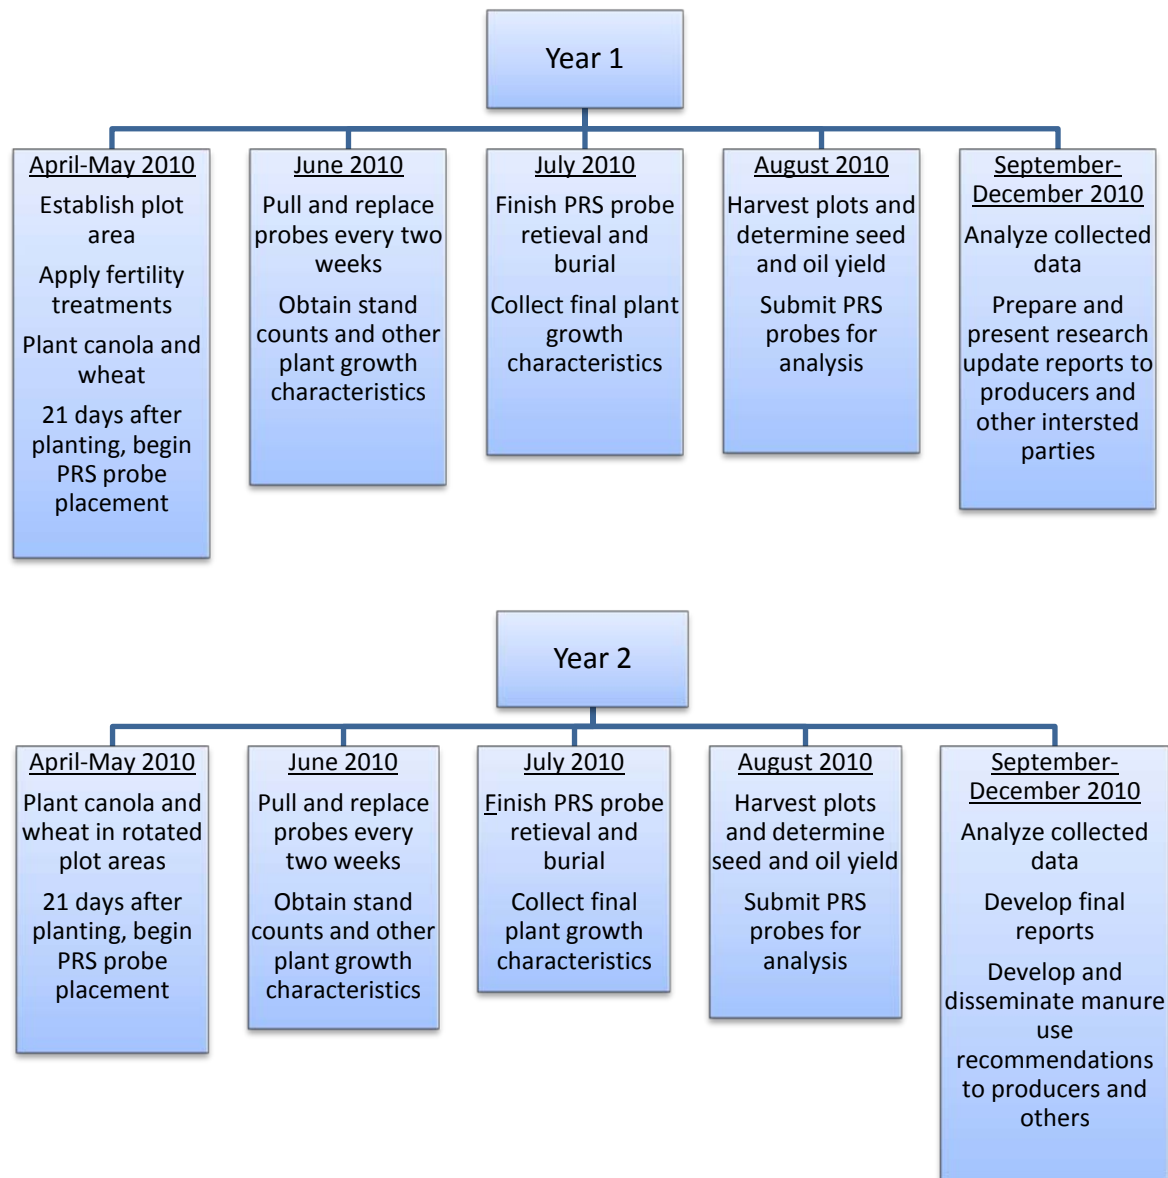 Year 1
April-May 2010
Establish plot
area
Apply fertility
treatments
Plant canola and
wheat
21 days after
planting, begin
PRS probe
placement
June 2010
Pull and replace
probes every two
weeks
Obtain stand
counts and other
plant growth
characteristics
July 2010
Finish PRS probe
retieval and
burial
Collect final plant
growth
characteristics
August 2010
Harvest plots and
determine seed
and oil yield
Submit PRS
probes for
analysis
September-
December 2010
Analyze collected
data
Prepare and
present research
update reports to
producers and
other intersted
parties
Year 2
April-May 2010
Plant canola and
wheat in rotated
plot areas
21 days after
planting, begin
PRS probe
placement
June 2010
Pull and replace
probes every
two weeks
Obtain stand
counts and other
plant growth
characteristics
July 2010
Finish PRS probe
retieval and
burial
Collect final
plant growth
characteristics
August 2010
Harvest plots
and determine
seed and oil yield
Submit PRS
probes for
analysis
September-
December 2010
Analyze collected
data
Develop final
reports
Develop and
disseminate manure
use
recommendations
to producers and
others